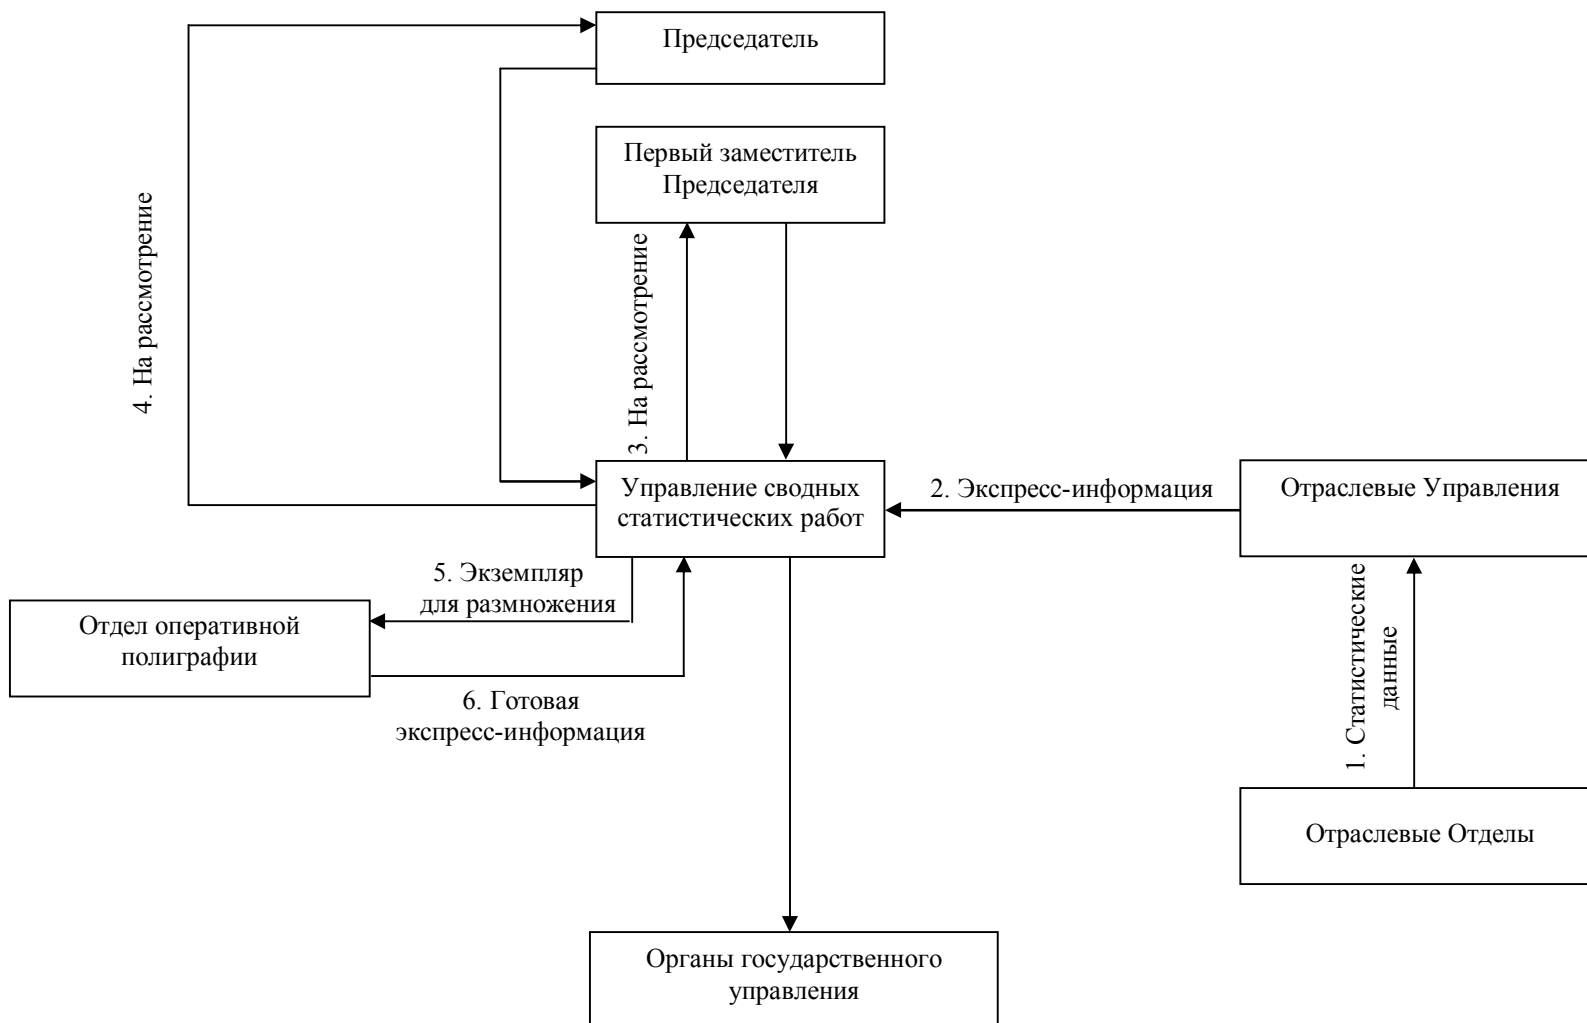 Председатель
Первый заместитель
Председателя
4. На рассмотрение
3. На рассмотрение
Управление сводных
статистических работ
2. Экспресс-информация
Отраслевые Управления
5. Экземпляр
для размножения
Отдел оперативной
полиграфии
6. Готовая
экспресс-информация
1. Статистические
данные
Отраслевые Отделы
Органы государственного
управления